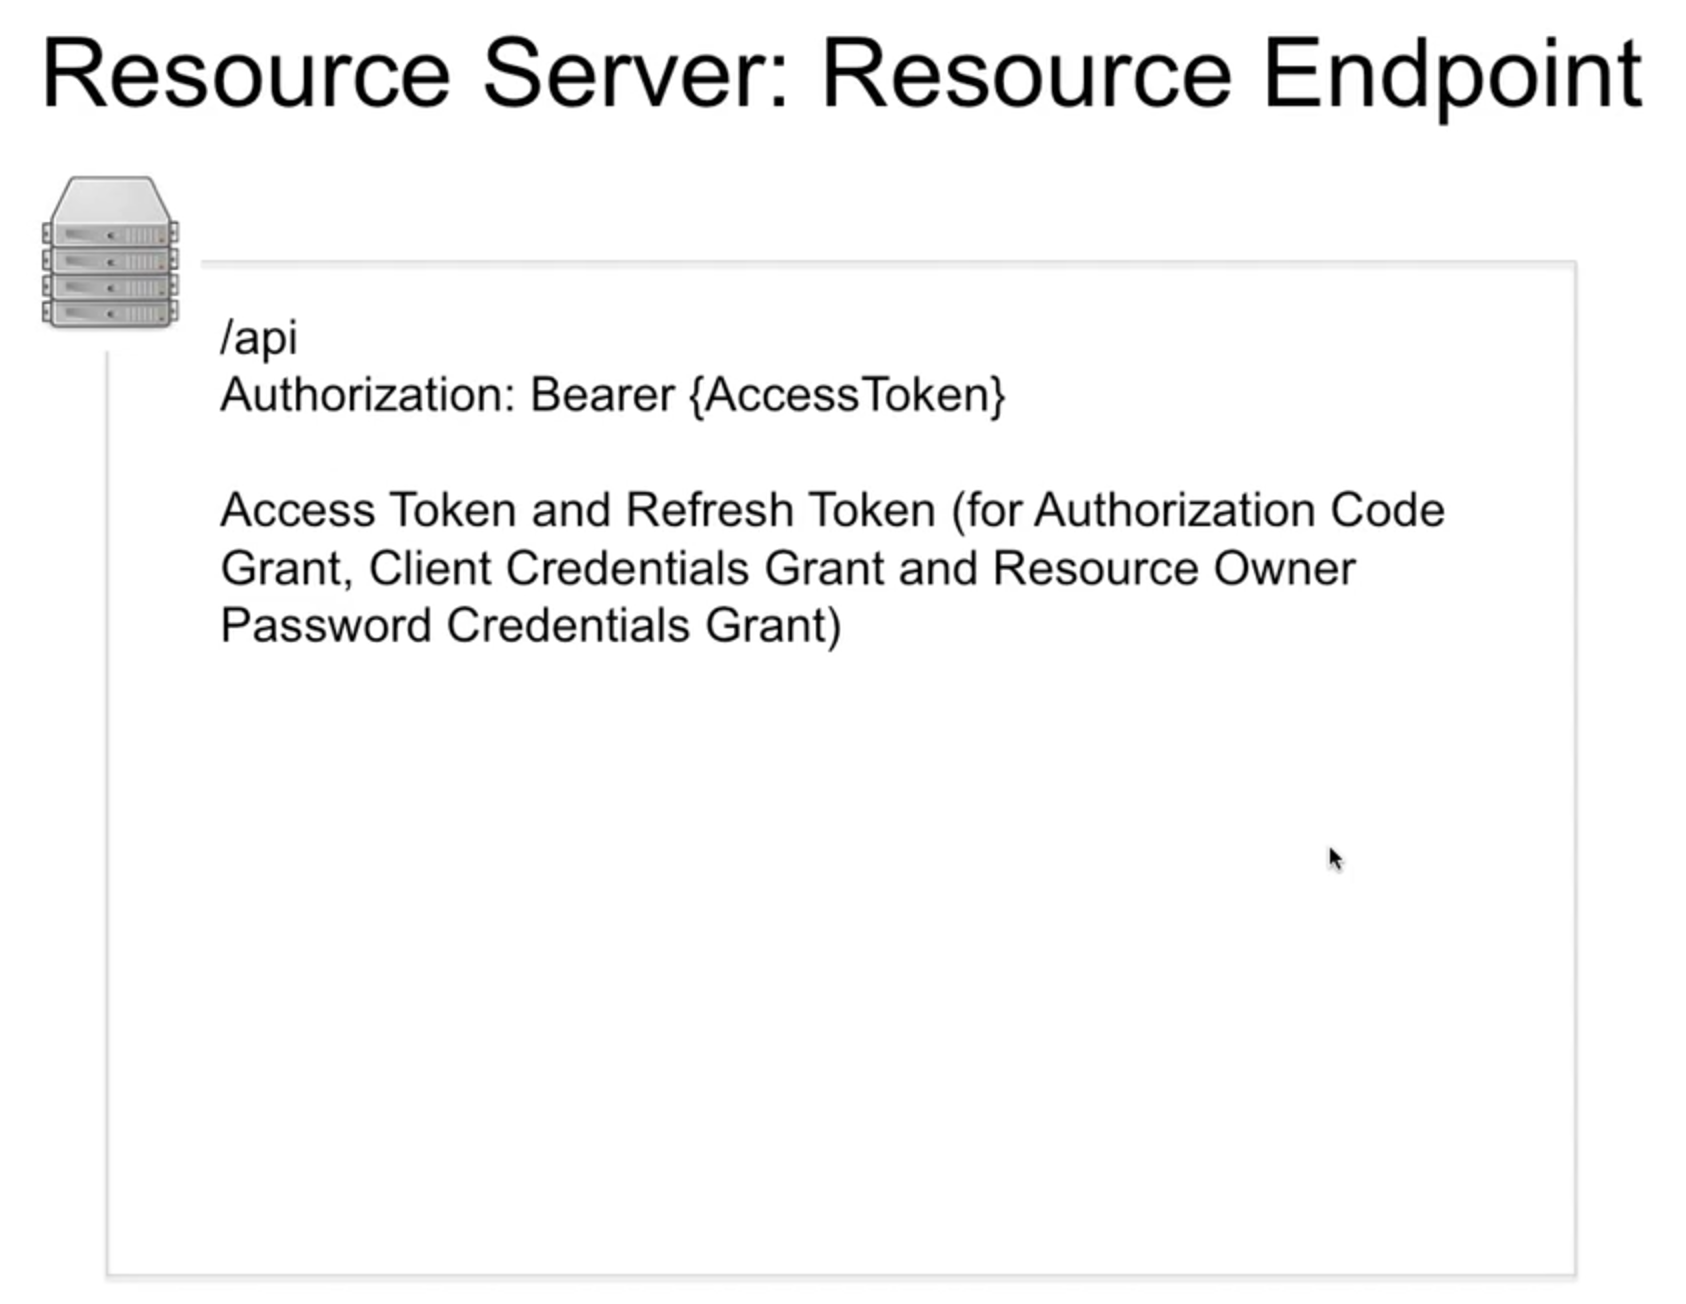 Resource Server: Resource Endpoint
/api
Authorization: Bearer {AccessToken}
Access Token and Refresh Token (for Authorization Code
Grant, Client Credentials Grant and Resource Owner
Password Credentials Grant)